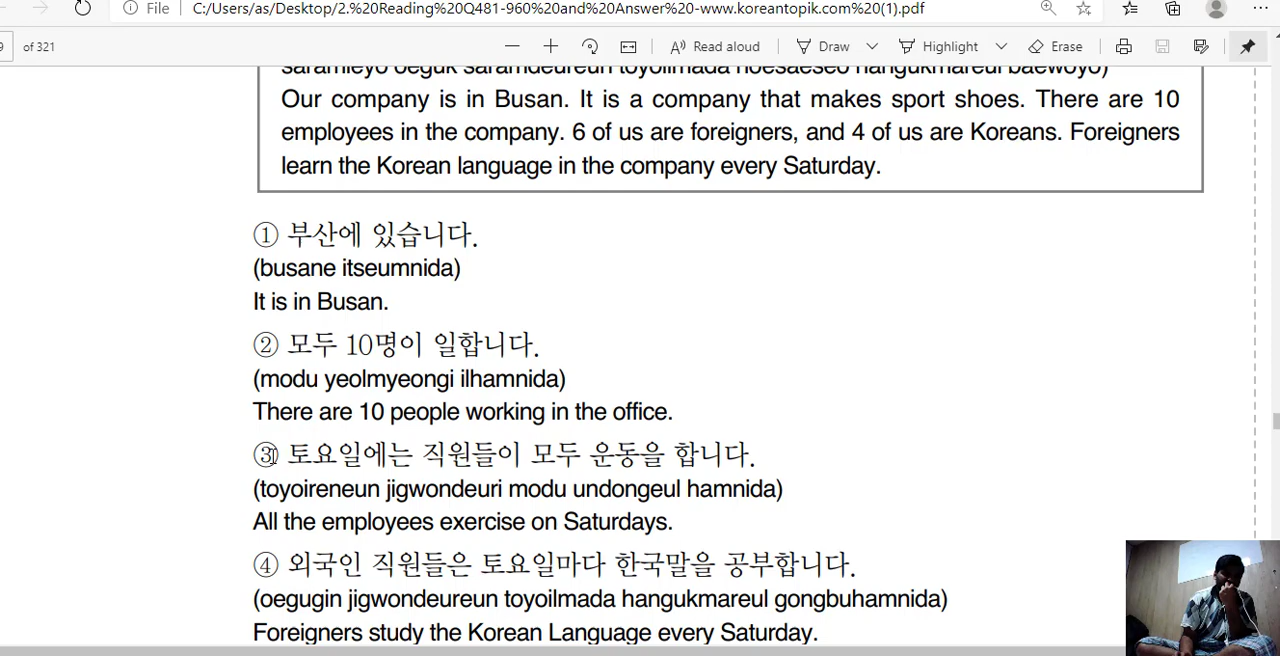 File C:/Users/as/Desktop/2.%20Reading%20Q481-960%20and%20Answer%20-www.koreantopik.com%20(1).pdf
9 of 321 Read aloud Draw Highlight Erase
saramieyo oeguk saramdeureun toyoilmada hoesaeseo hangukmareul baewoyo)
Our company is in Busan. It is a company that makes sport shoes. There are 10
employees in the company. 6 of us are foreigners, and 4 of us are Koreans. Foreigners
learn the Korean language in the company every Saturday.
① 부산에 있습니다.
(busane itseumnida)
It is in Busan.
② 모두 10명이 일합니다.
(modu yeolmyeongi ilhamnida)
There are 10 people working in the office.
③ 토요일에는 직원들이 모두 운동을 합니다.
(toyoireneun jigwondeuri modu undongeul hamnida)
All the employees exercise on Saturdays.
④ 외국인 직원들은 토요일마다 한국말을 공부합니다.
(oegugin jigwondeureun toyoilmada hangukmareul gongbuhamnida)
Foreigners study the Korean Language every Saturday.